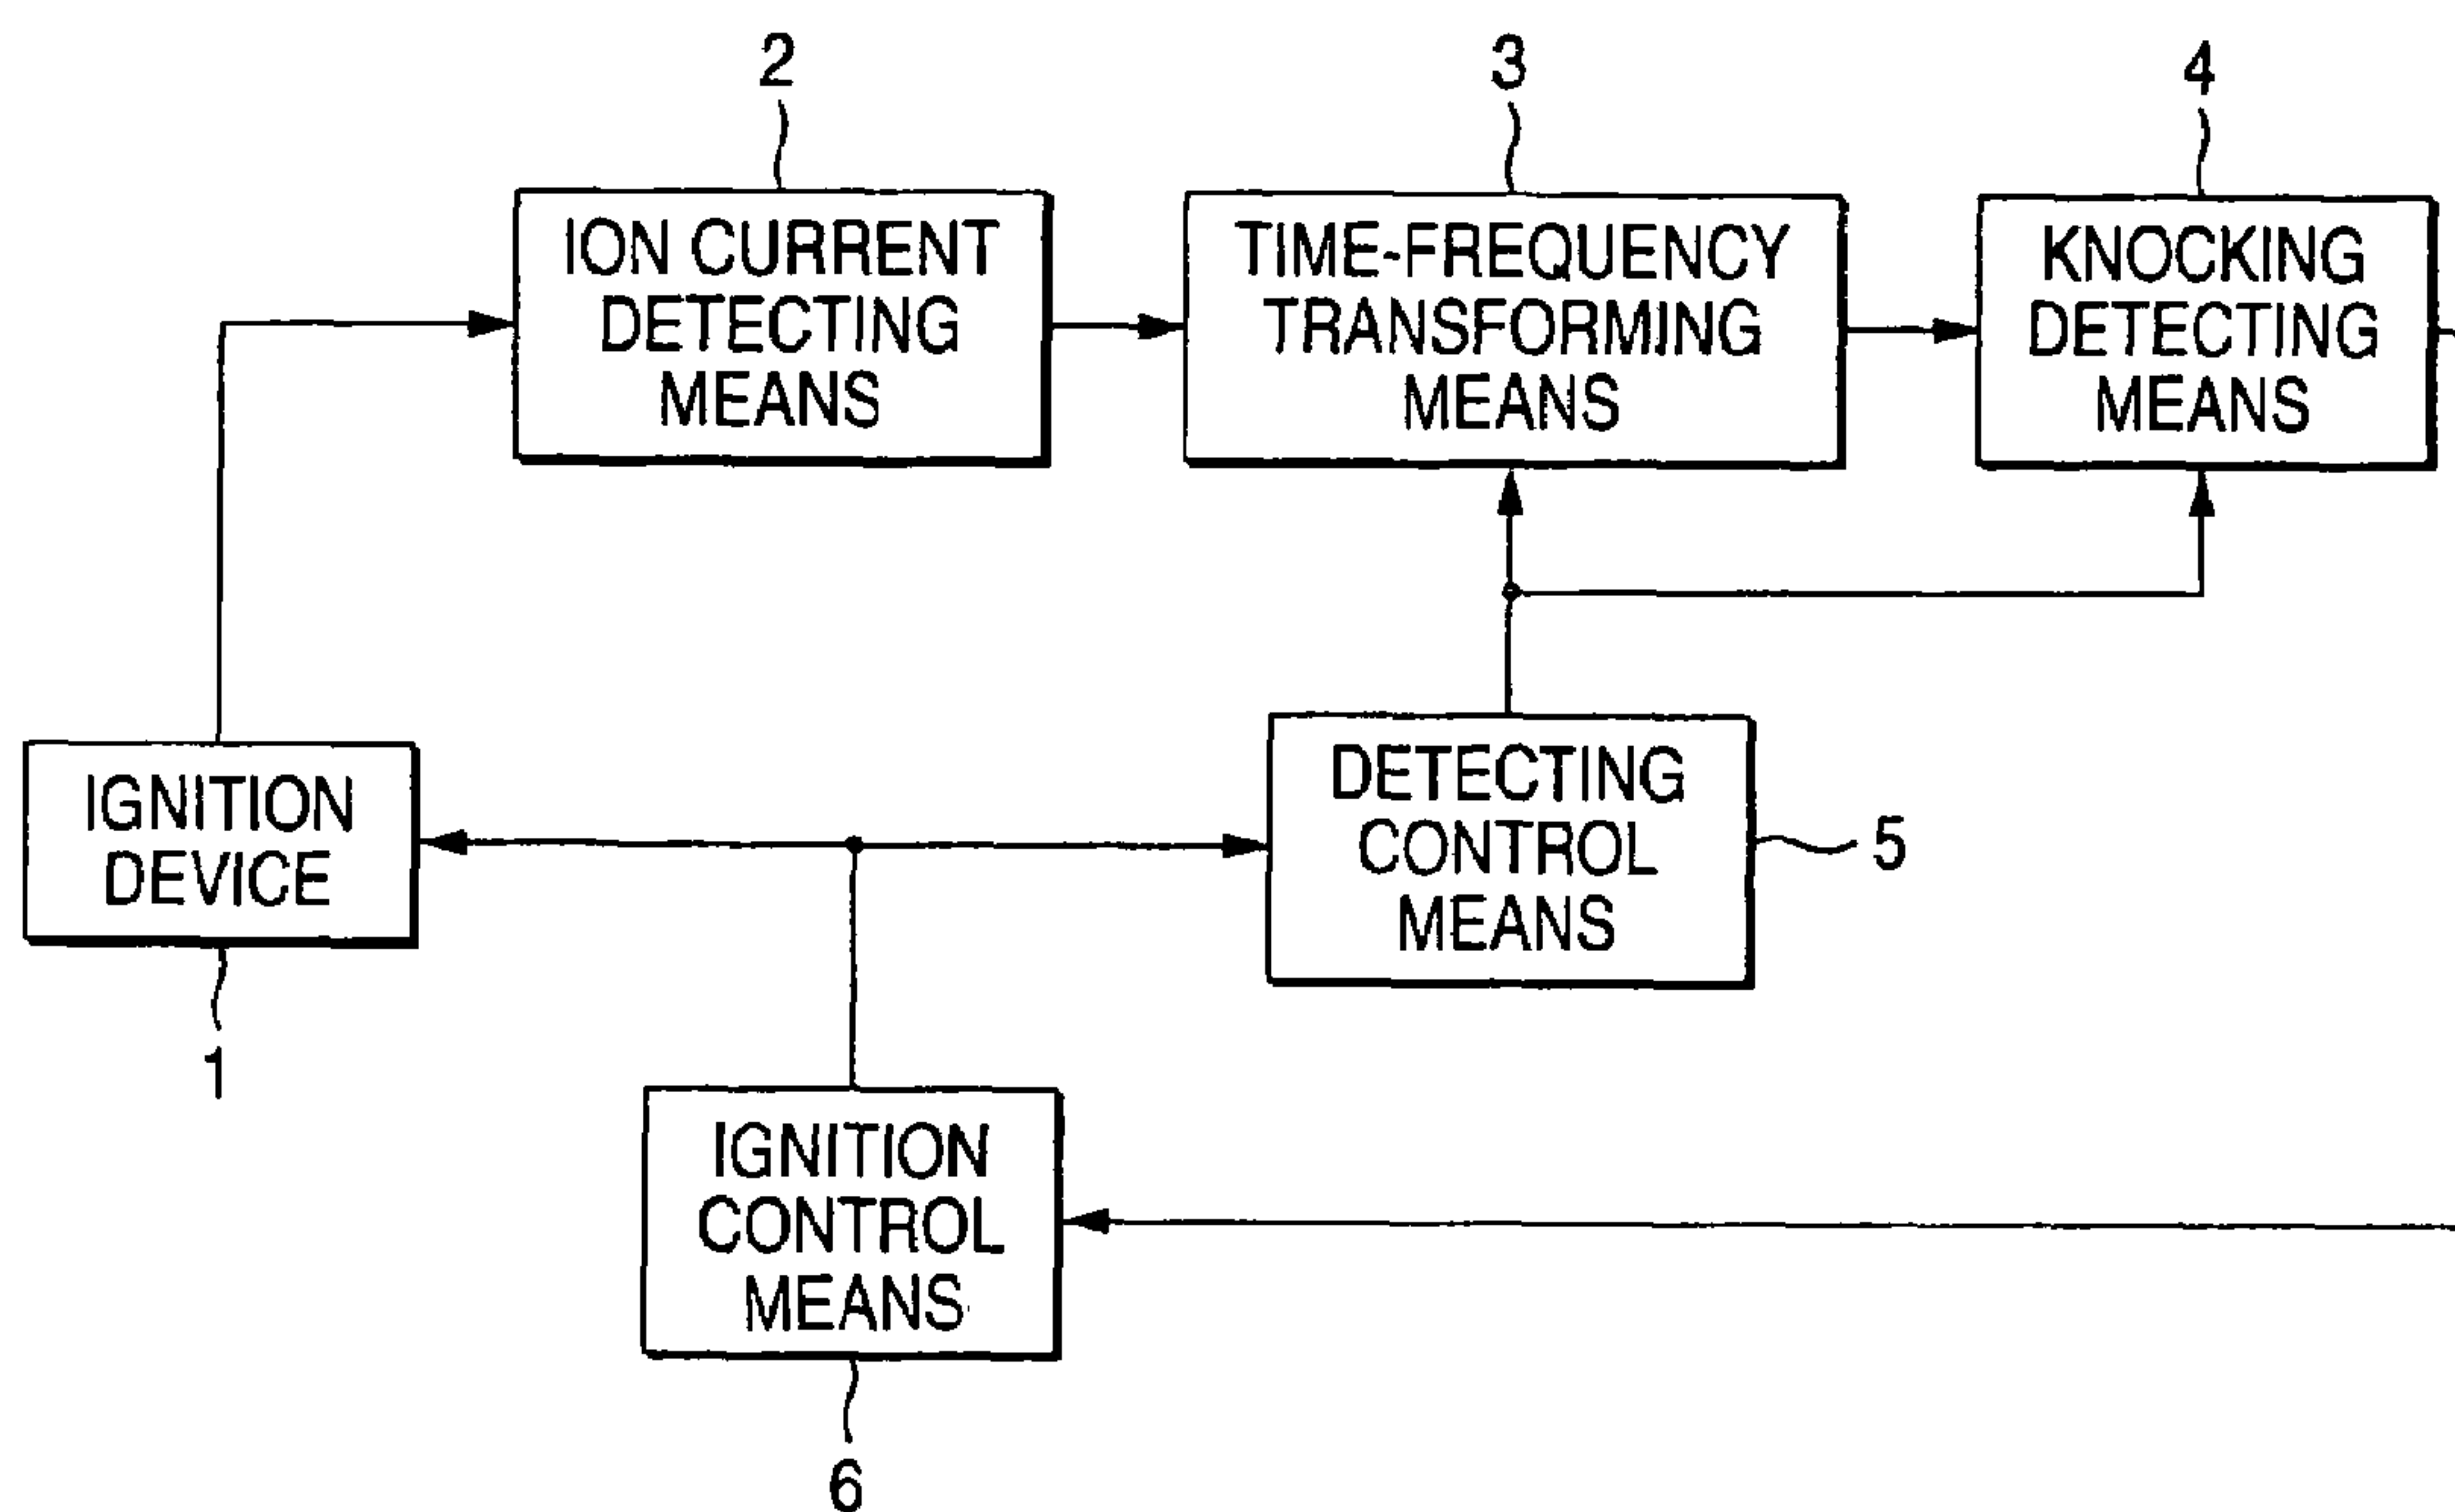 2
3
4
ION CURRENT
DETECTING
MEANS
TIME-FREQUENCY
TRANSFORMING
MEANS
KNOCKING
DETECTING
MEANS
IGNITION
DEVICE
1
DETECTING
CONTROL
MEANS
5
IGNITION
CONTROL
MEANS
6